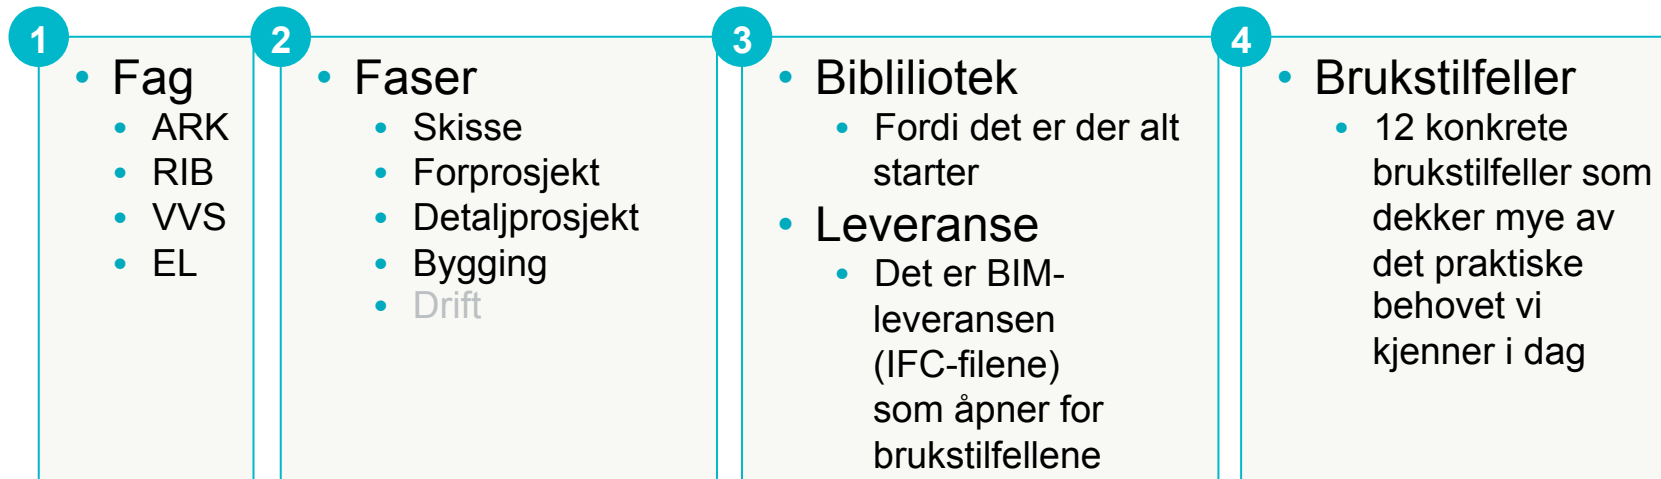 1
Fag
ARK
RIB
VVS
EL
2
Faser
Skisse
Forprosjekt
Detaljprosjekt
Bygging
Drift
3
Bibliliotek
Fordi det er der alt
starter
Leveranse
Det er BIM-
leveransen
(IFC-filene)
som åpner for
brukstilfellene
4
Brukstilfeller
12 konkrete
brukstilfeller som
dekker mye av
det praktiske
behovet vi
kjenner i dag